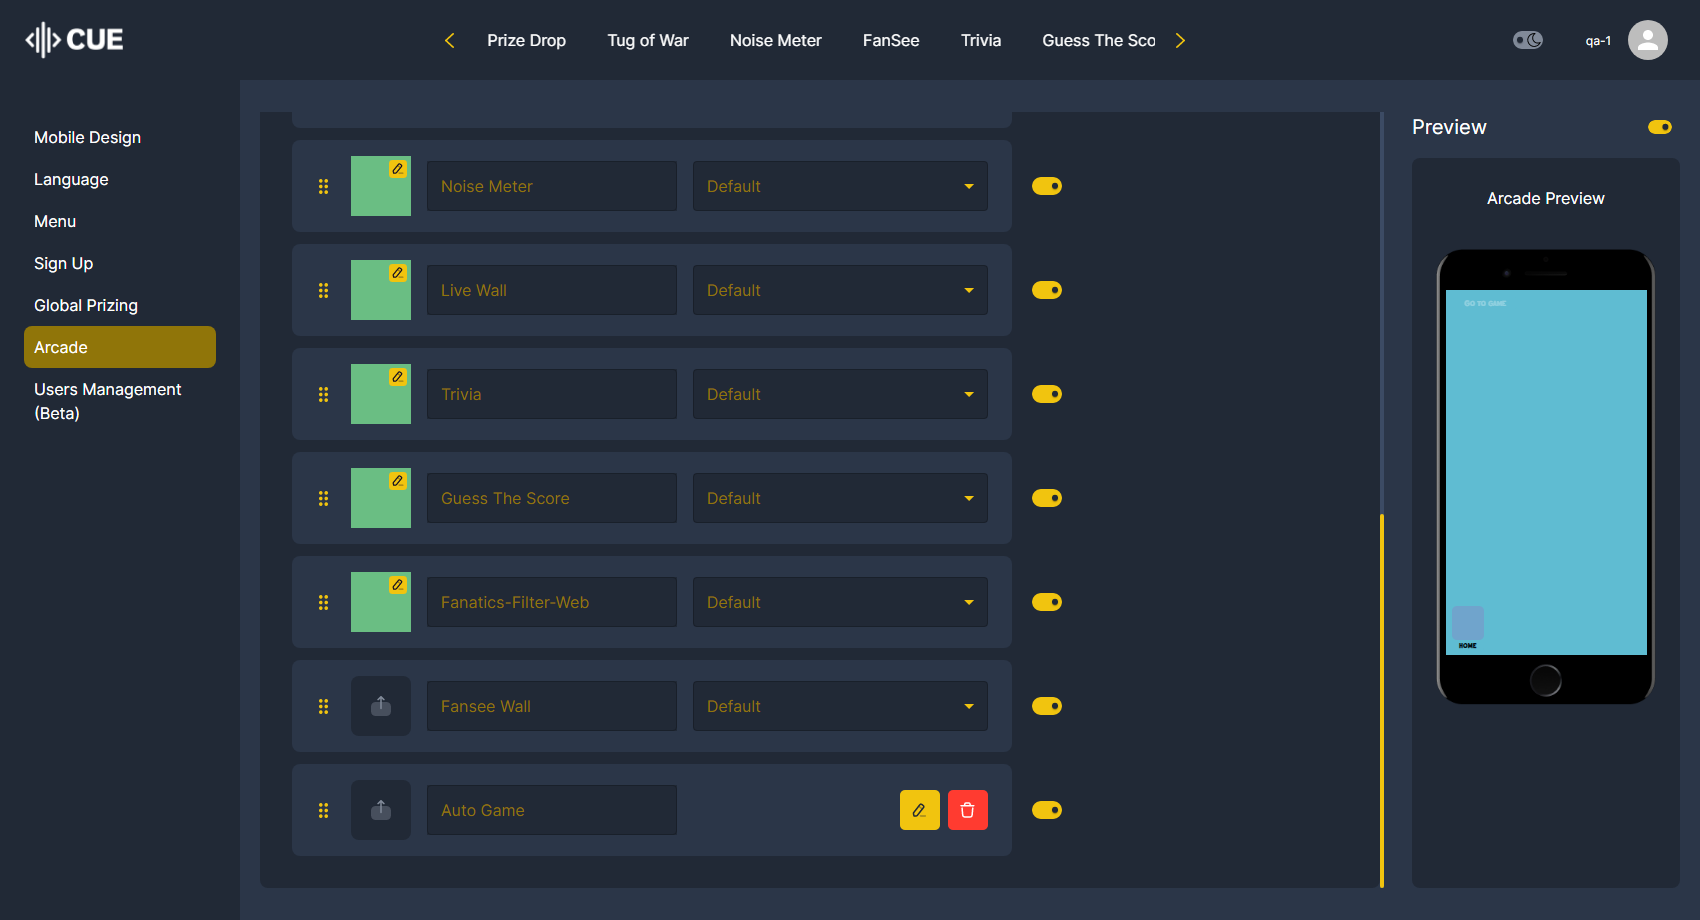 CUE
Prize Drop
Tug of War
Noise Meter
FanSee
Trivia
Guess The Sco
qa-1
Mobile Design
Language
Menu
Sign Up
Global Prizing
Arcade
Users Management
(Beta)
Noise Meter
Default
Live Wall
Default
Trivia
Default
Guess The Score
Default
Fanatics-Filter-Web
Default
Fansee Wall
Default
Auto Game
Preview
Arcade Preview
GO TO GAME
HOME